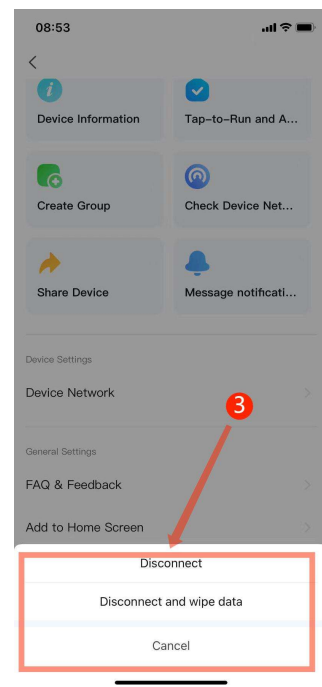 08:53
Device Information
Tap-to-Run and A...
Create Group
Check Device Net...
Share Device
Message notificati...
Device Settings
Device Network
3
General Settings
FAQ & Feedback
Add to Home Screen
Disconnect
Disconnect and wipe data
Cancel